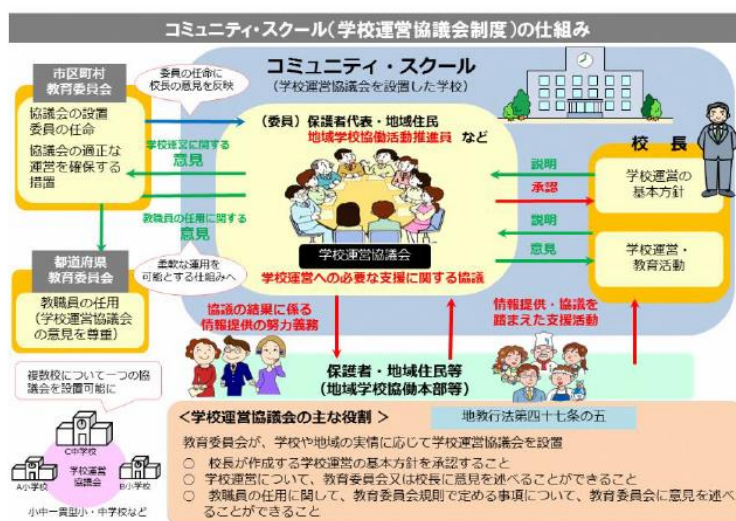 コミュニティ・スクール(学校運営協議会制度)の仕組み
市区町村
教育委員会
協議会の設置
委員の任命
協議会の適正な
運営を確保する
措置
委員の任命に
校長の意見を反映
コミュニティ・スクール
(学校運営協議会を設置した学校)
(委員)保護者代表・地域住民
地域学校協働活動推進員 など
学校運営に関する
意見
教職員の任用に関する
意見
学校運営協議会
学校運営への必要な支援に関する協議
校 長
説明
承認
学校運営の
基本方針
説明
意見
学校運営・
教育活動
都道府県
教育委員会
教職員の任用
(学校運営協議会
の意見を尊重)
柔軟な運用を
可能とする仕組みへ
協議の結果に係る
情報提供の努力義務
情報提供・協議を
踏まえた支援活動
保護者・地域住民等
(地域学校協働本部等)
複数校について一つの協
議会を設置可能に
C中学校
学校運営
協議会
A小学校
B小学校
小中一貫型小・中学校など
<学校運営協議会の主な役割 >
地教行法第四十七条の五
教育委員会が、学校や地域の実情に応じて学校運営協議会を設置
○ 校長が作成する学校運営の基本方針を承認すること
○ 学校運営について、教育委員会又は校長に意見を述べることができること
○ 教職員の任用に関して、教育委員会規則で定める事項について、教育委員会に意見を述べ
ることができること